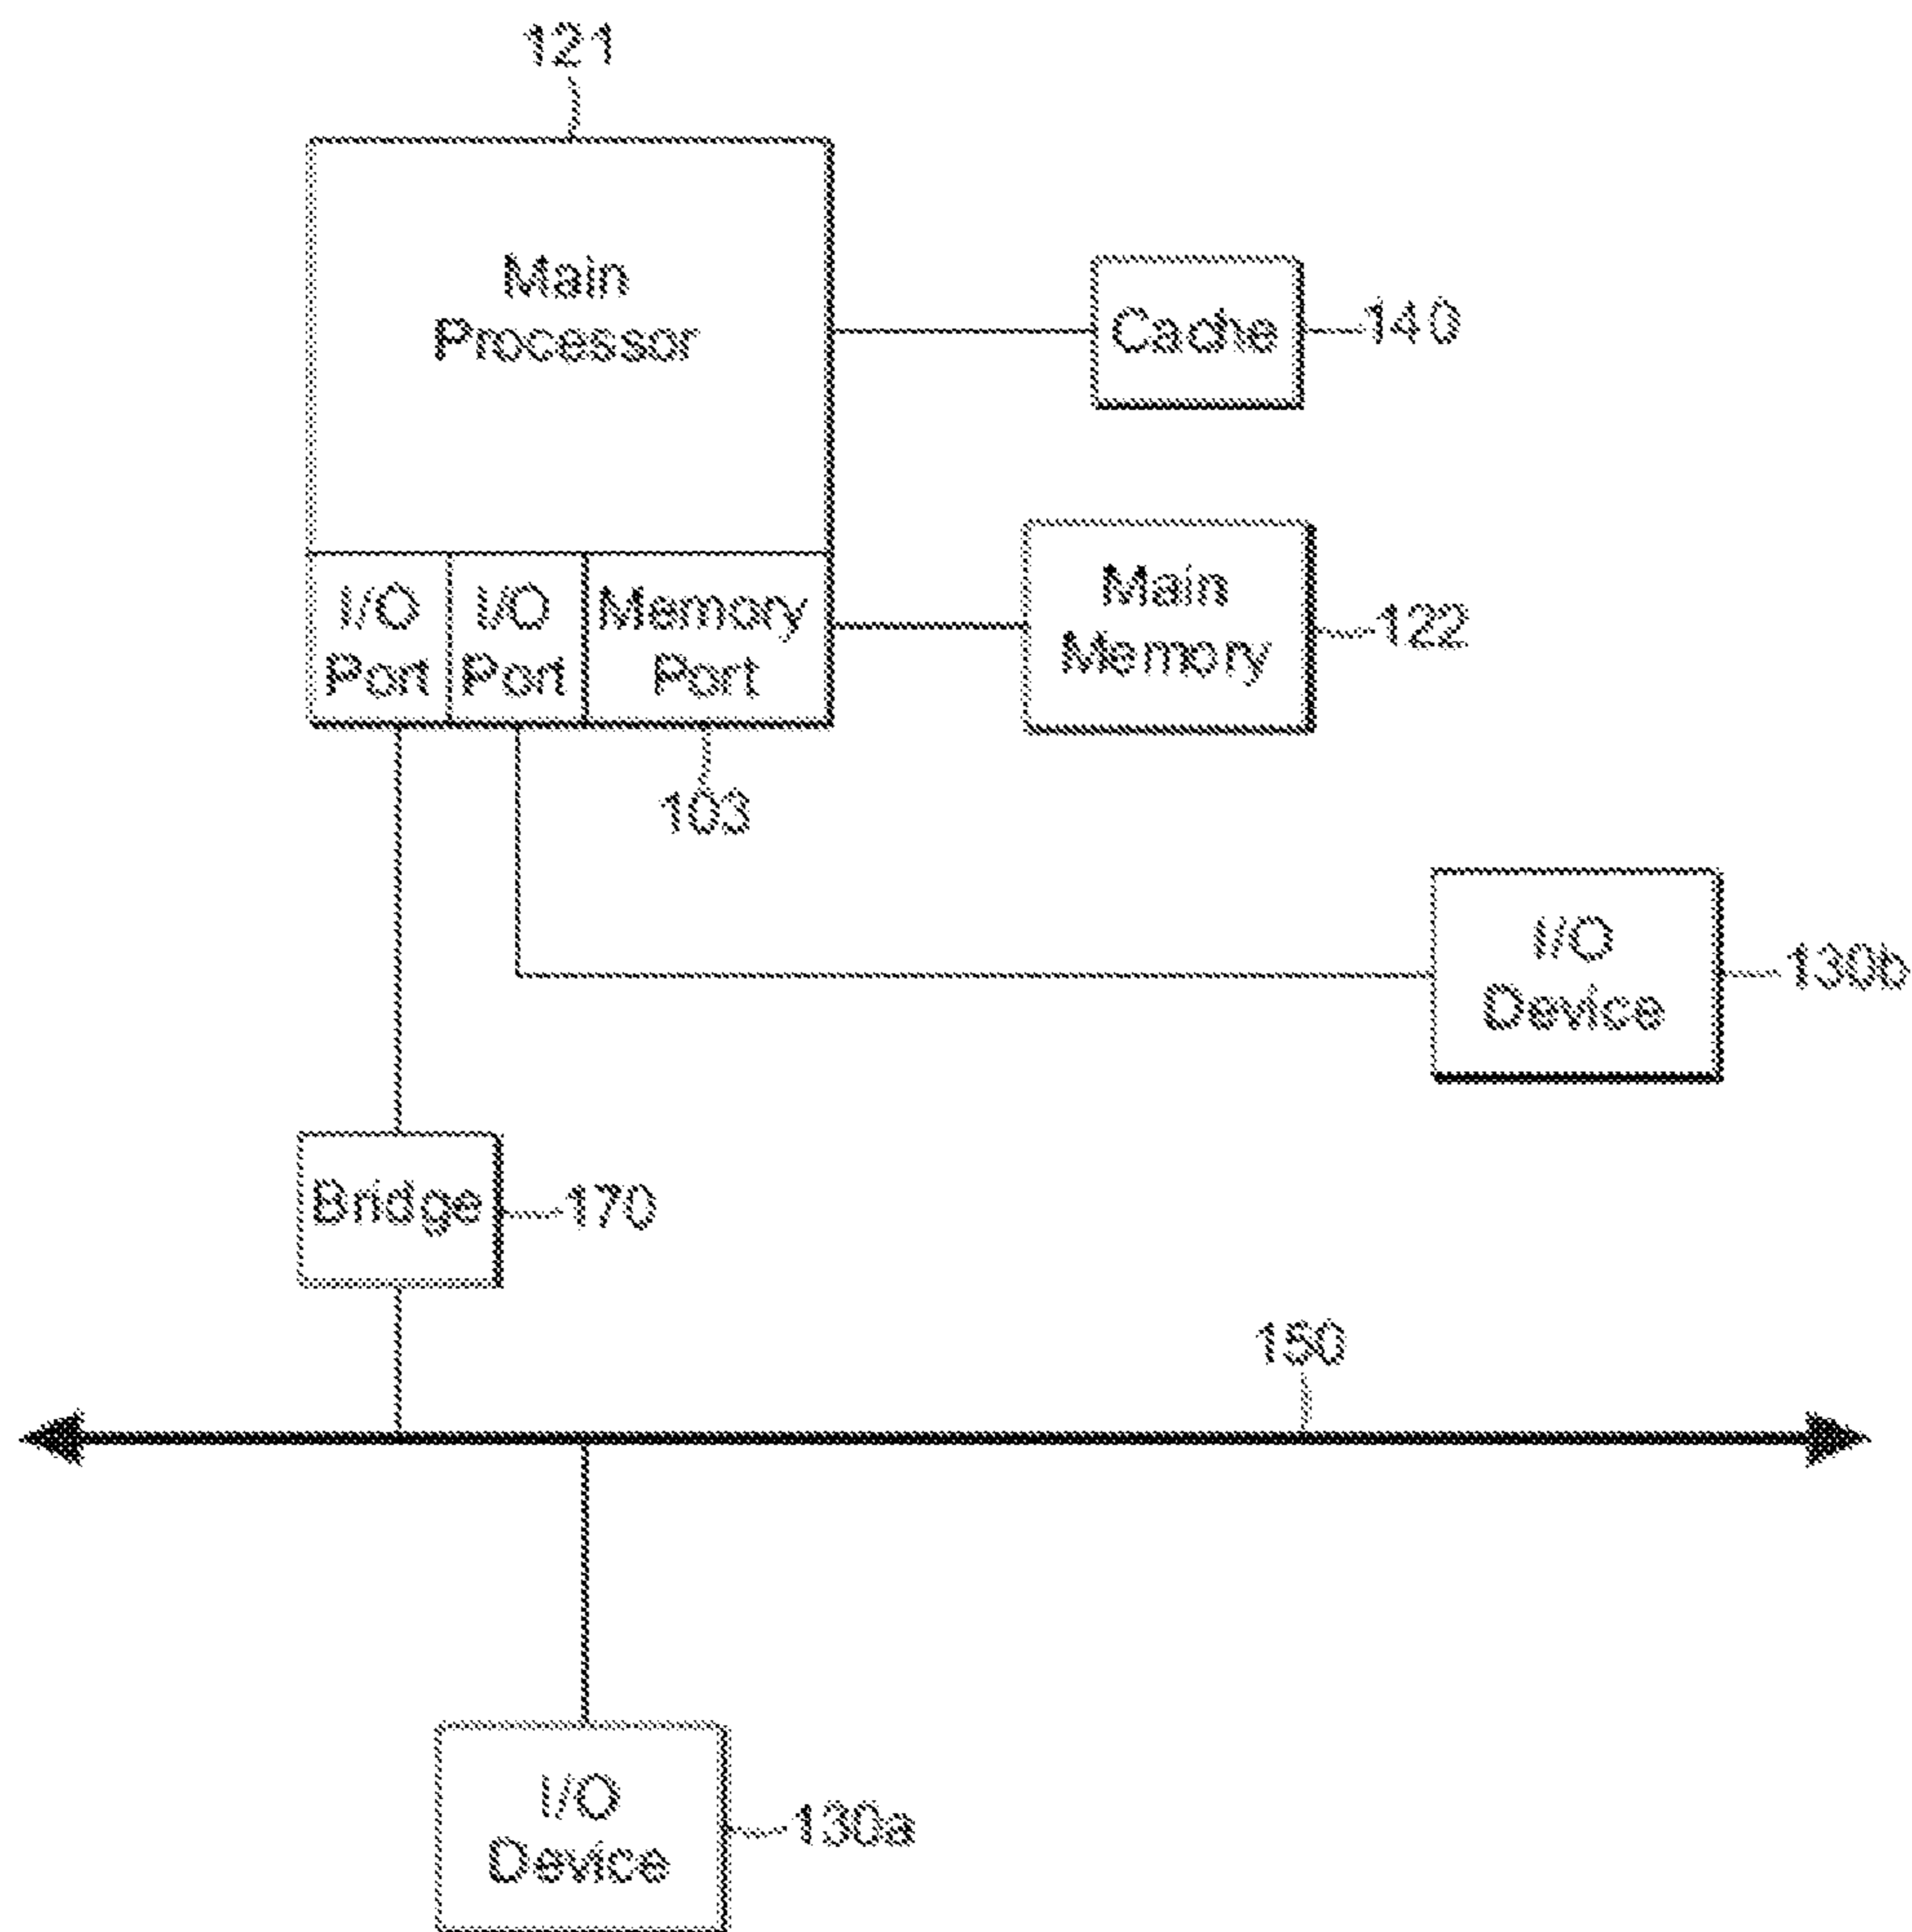 121
Main
Processor
Cache
140
I/O
Port
I/O
Port
Memory
Port
Main
Memory
122
103
I/O
Device
130b
Bridge
170
150
I/O
Device
130a